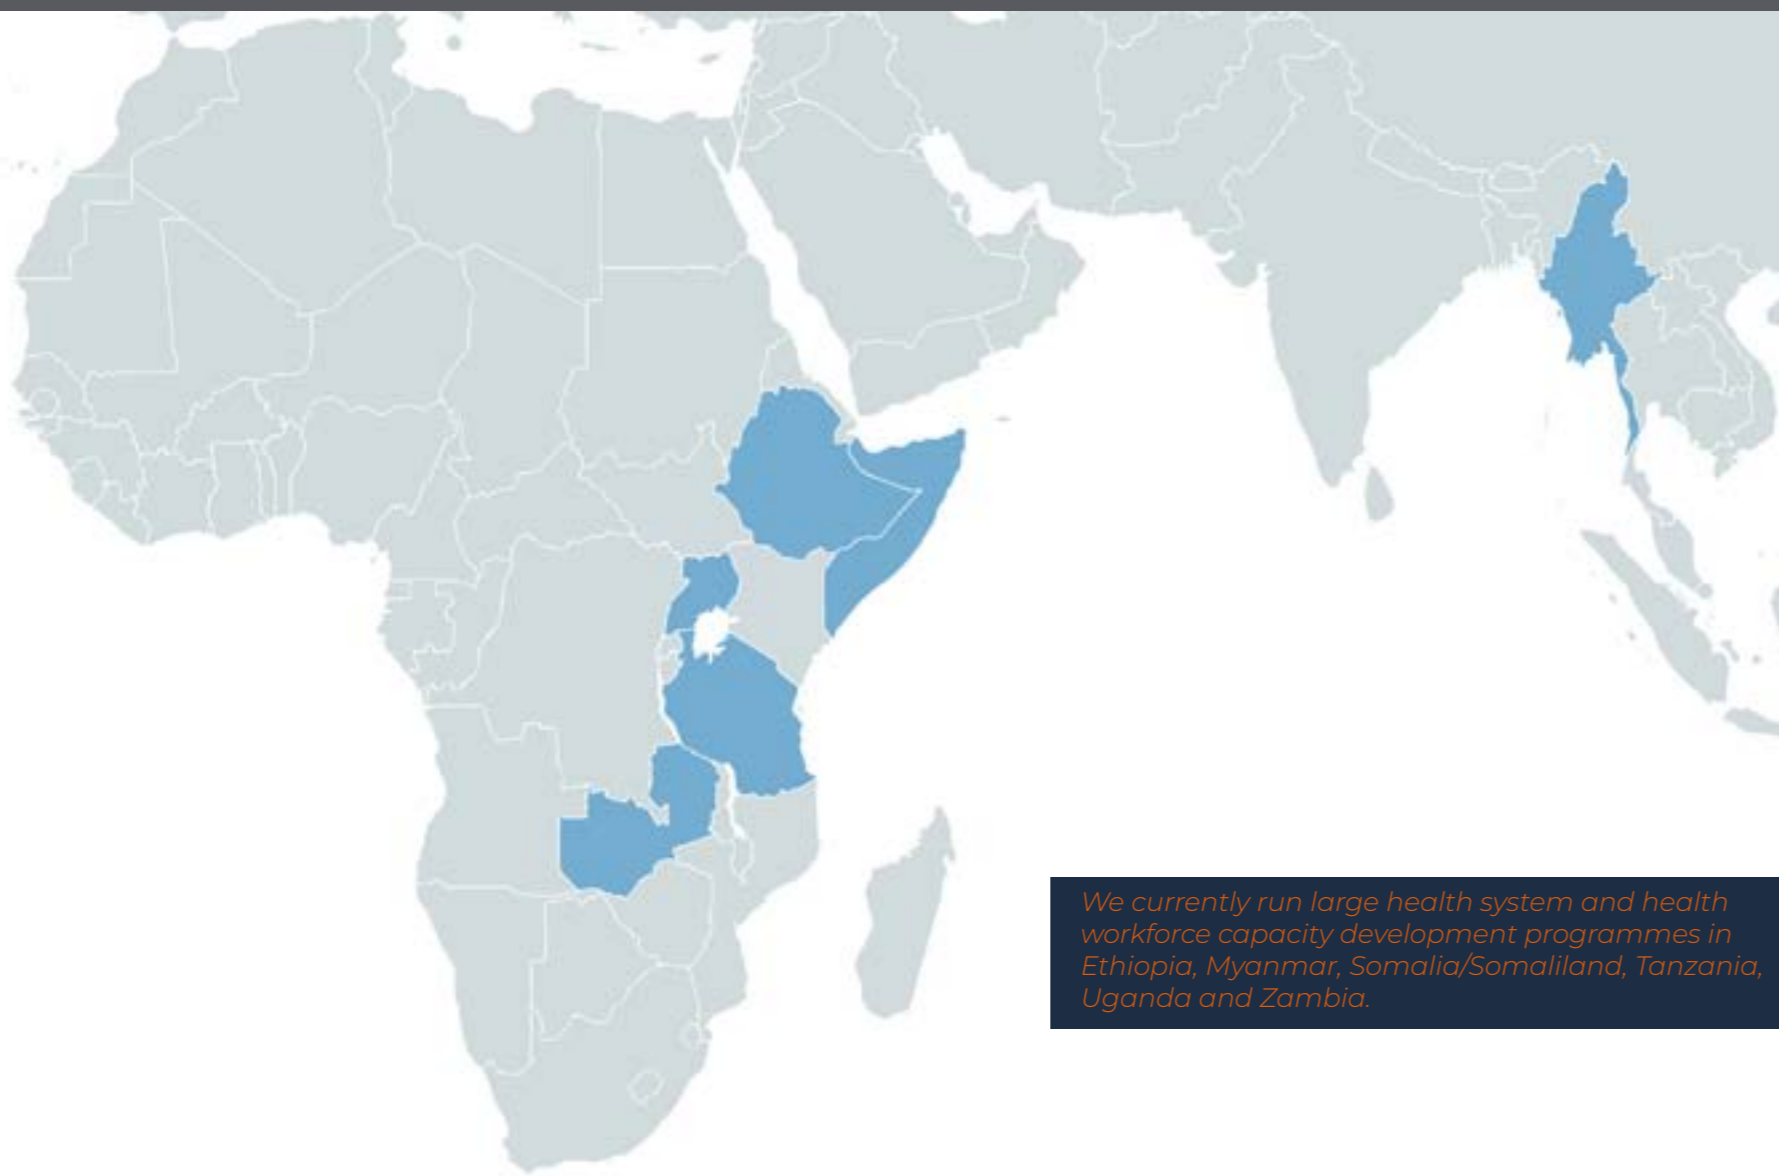 We currently run large health system and health
workforce capacity development programmes in
Ethiopia, Myanmar, Somalia/Somaliland, Tanzania,
Uganda and Zambia.